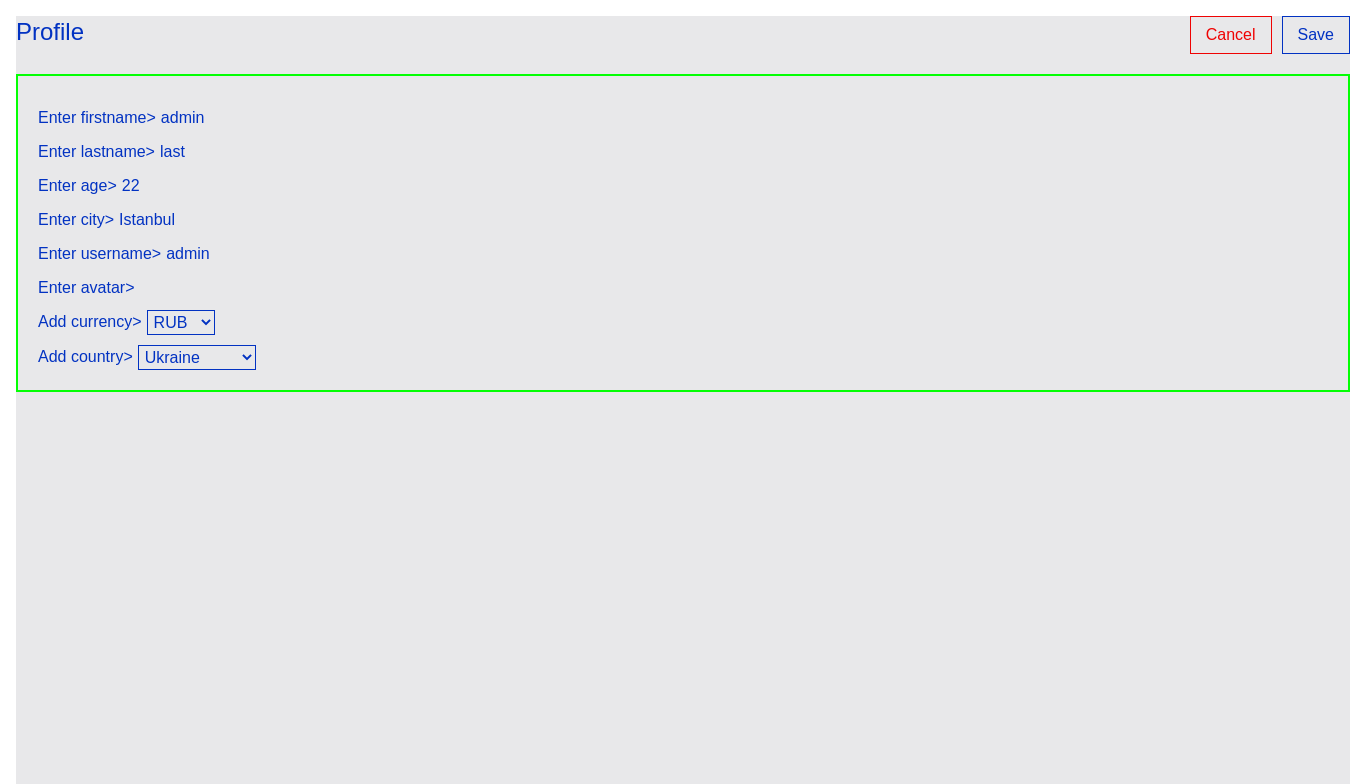 Profile
Cancel
Save
Enter firstname> admin
Enter lastname> last
Enter age> 22
Enter city> Istanbul
Enter username> admin
Enter avatar>
Add currency> RUB
Add country> Ukraine